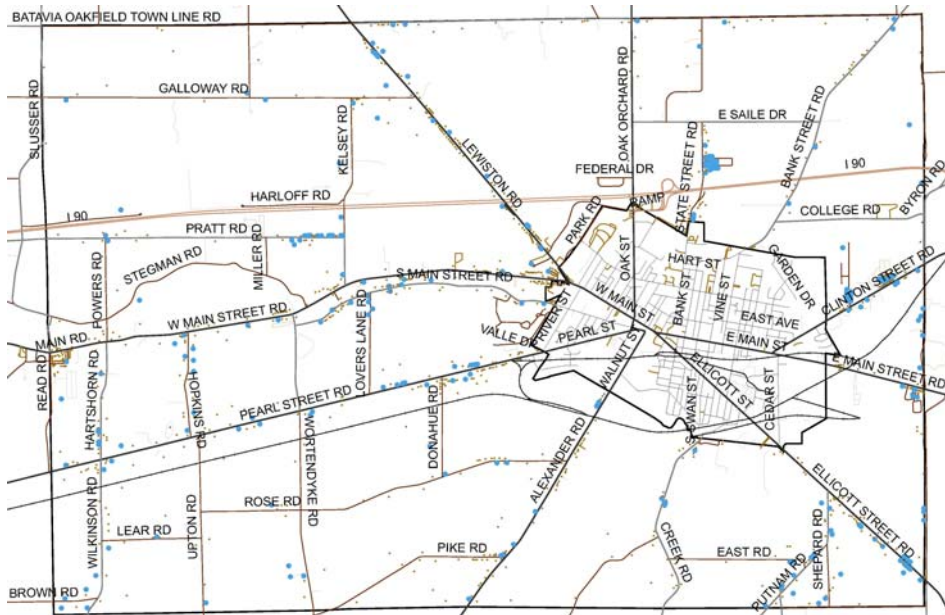 BATAVIA OAKFIELD TOWN LINE RD
SLUSSER RD
GALLOWAY RD
KELSEY RD
LEWISTON RD
OAK ORCHARD RD
E SAILE DR
STATE STREET RD
BANK STREET RD
FEDERAL DR
I 90
BYRON RD
HARLOFF RD
I 90
RAMP
PARK RD
COLLEGE RD
PRATT RD
MILLER RD
STEGMAN RD
POWERS RD
OAK ST
HART ST
GARDEN DR
CLINTON STREET RD
S MAIN STREET RD
W MAIN STREET RD
W MAIN ST
BANK ST
VINE ST
EAST AVE
MAIN RD
READ RD
LOVERS LANE RD
VALLE DR
RIVER ST
PEARL ST
WALNUT ST
E MAIN ST
E MAIN STREET RD
HARTSHORN RD
HOPKINS RD
PEARL STREET RD
ELLICOTT ST
S SWAN ST
CEDAR ST
WORTENDYKE RD
DONAHUE RD
ALEXANDER RD
ELLICOTT STREET RD
WILKINSON RD
UPTON RD
ROSE RD
LEAR RD
PIKE RD
CREEK RD
EAST RD
SHEPARD RD
PUTNAM RD
BROWN RD